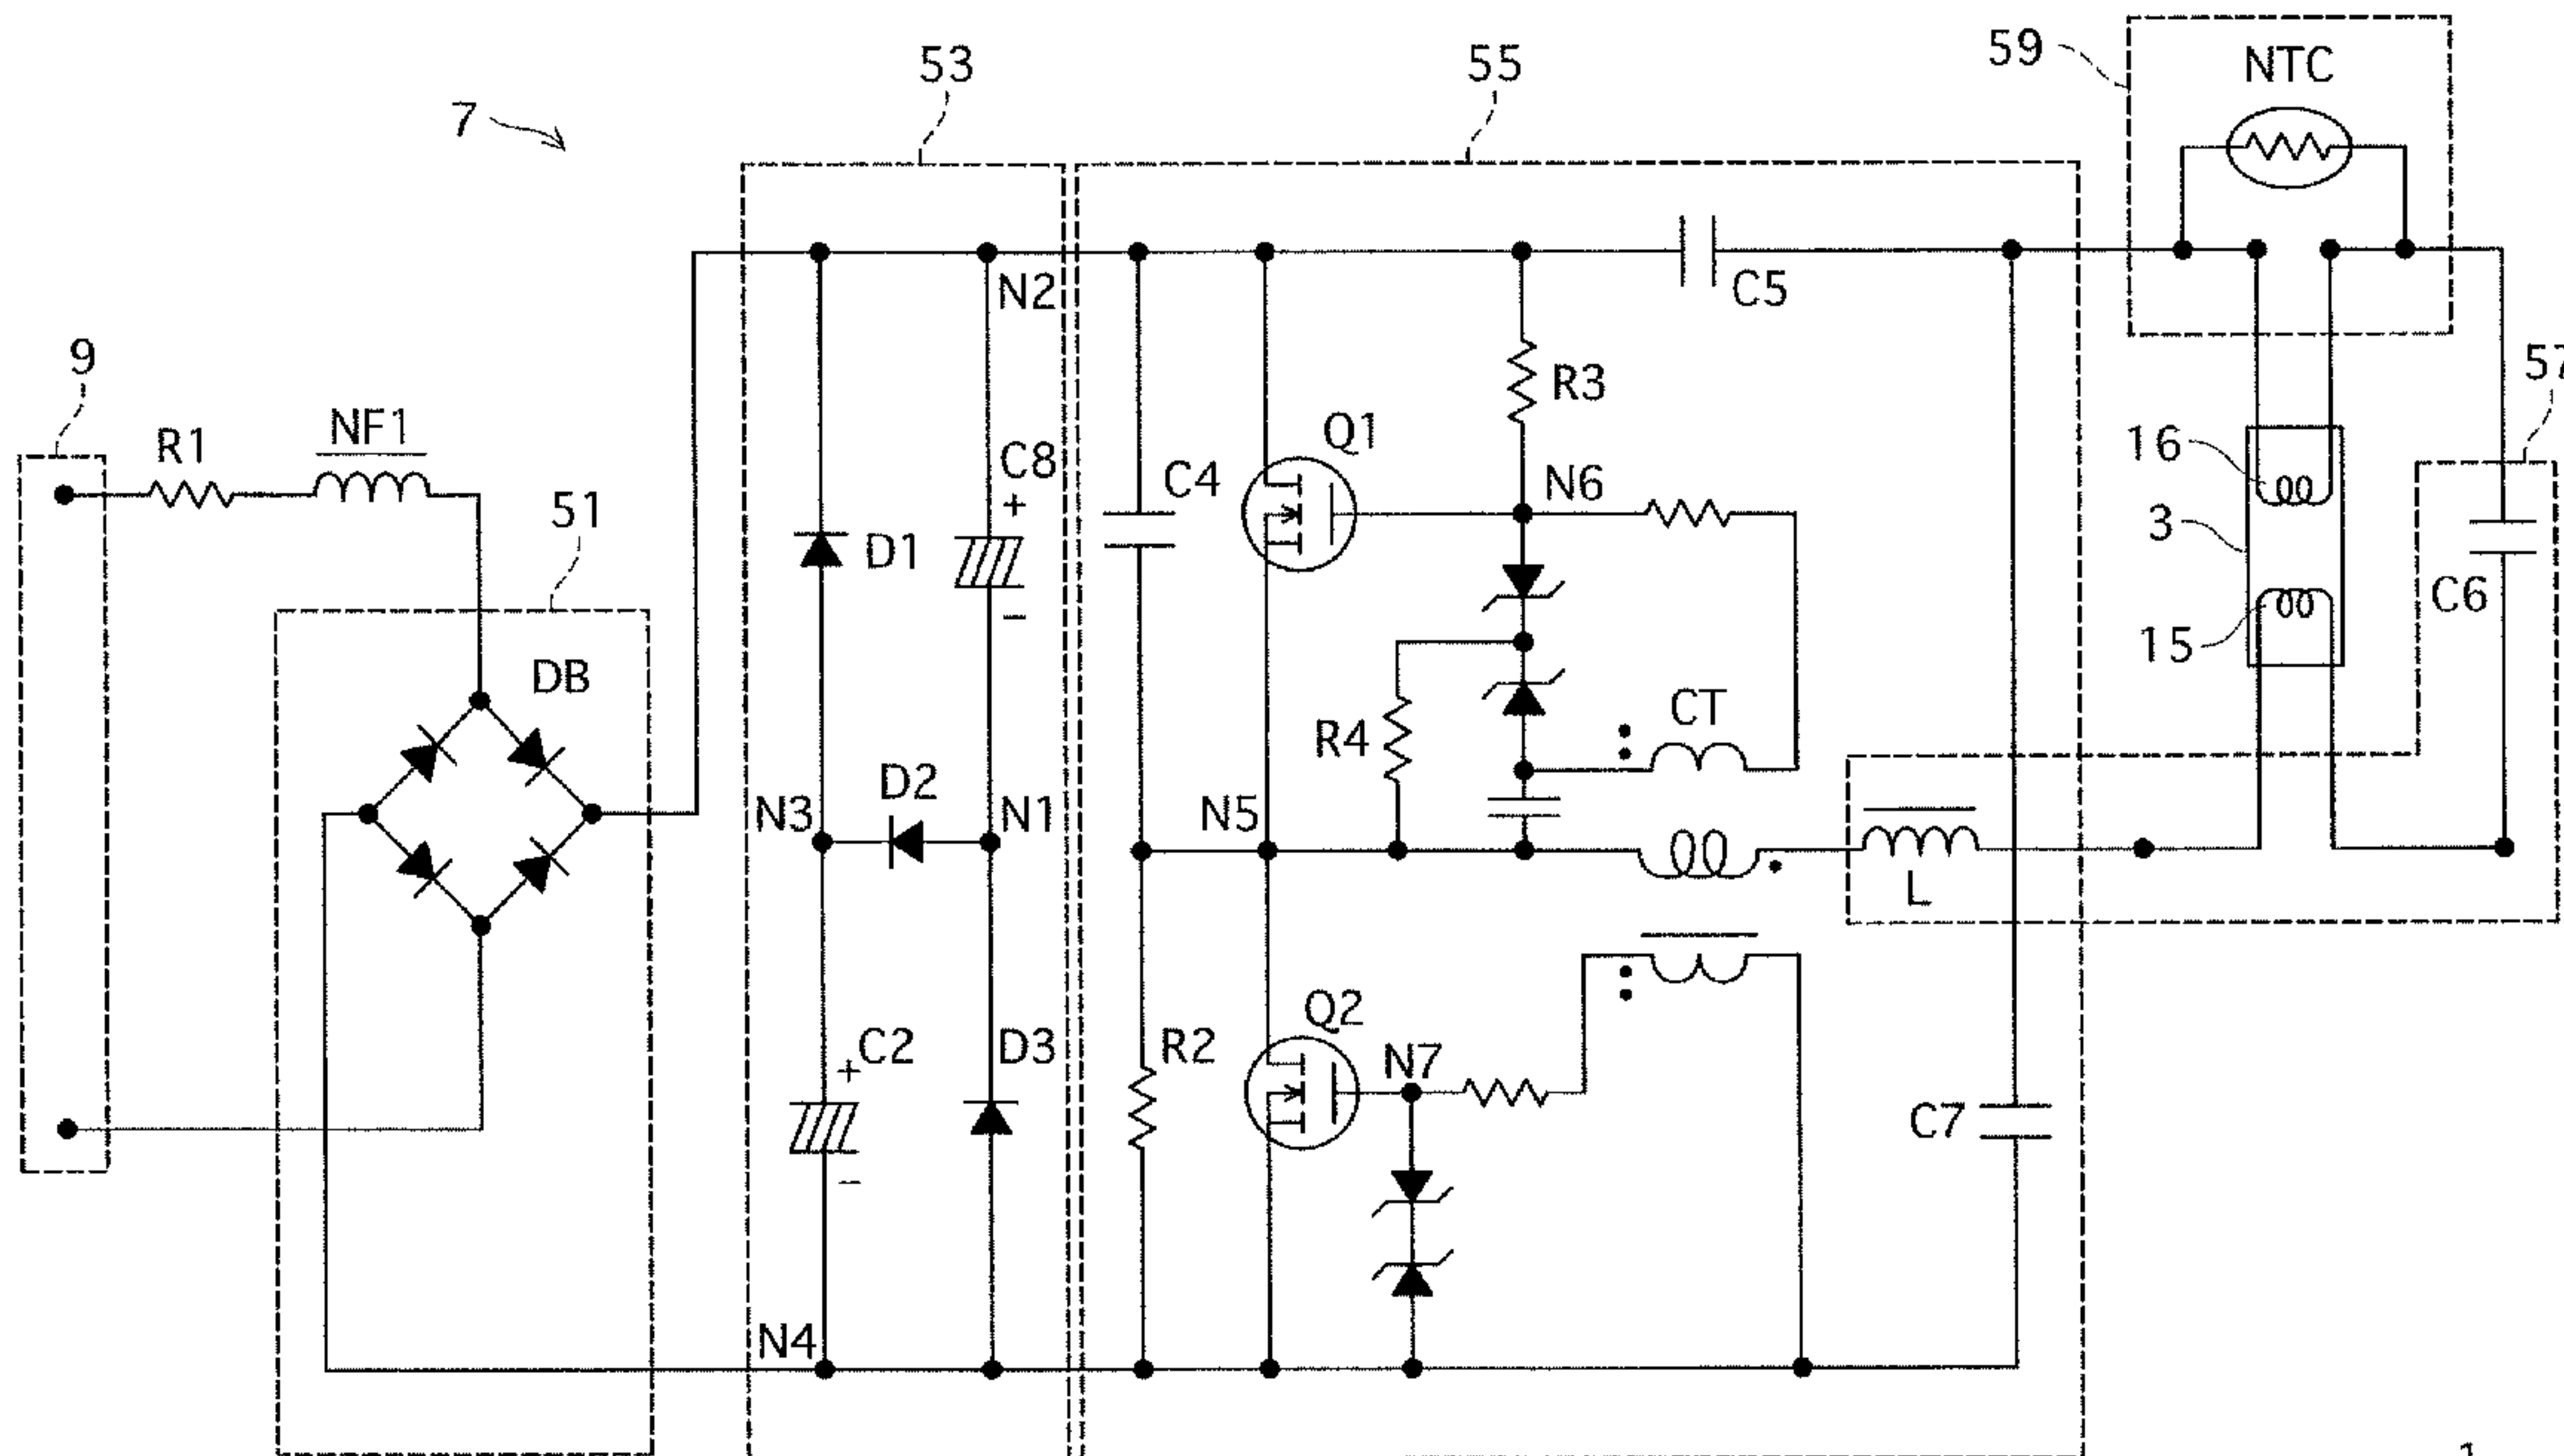 53
55
59
NTC
7
N2
C5
9
57
R1
NF1
R3
Q1
16
C8
+
C4
N6
51
3
D1
−
C6
15
DB
CT
R4
D2
N3
N1
N5
L
Q2
C2
+
D3
R2
N7
C7
−
N4